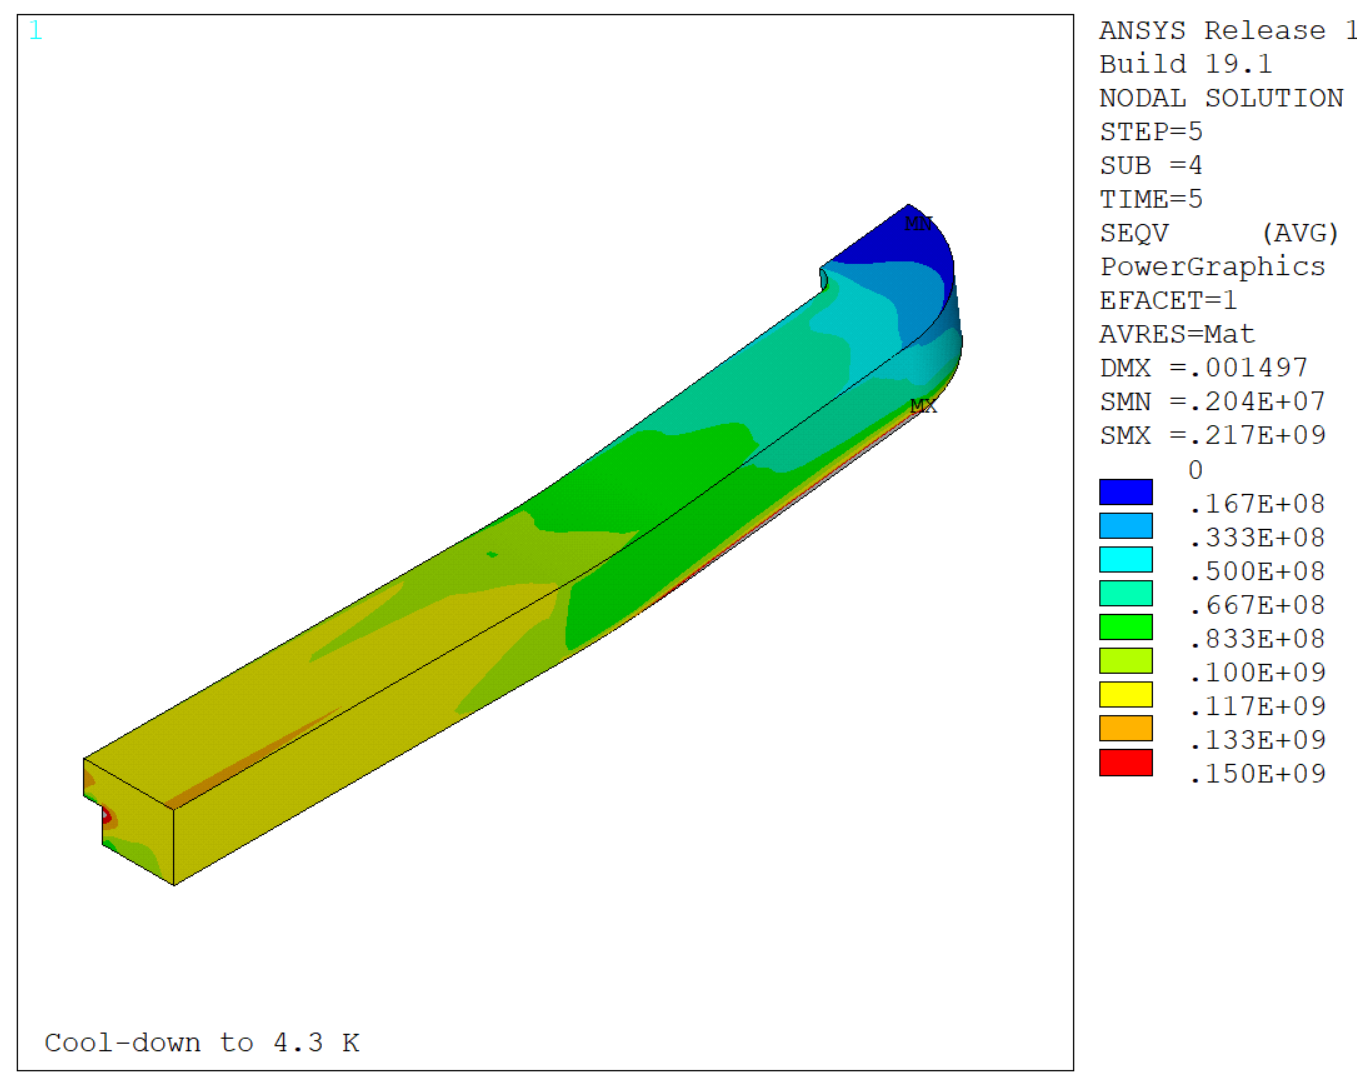 1
ANSYS Release 1
Build 19.1
NODAL SOLUTION
STEP=5
SUB =4
TIME=5
SEQV (AVG)
PowerGraphics
EFACET=1
AVRES=Mat
DMX =.001497
SMN =.204E+07
SMX =.217E+09
0
.167E+08
.333E+08
.500E+08
.667E+08
.833E+08
.100E+09
.117E+09
.133E+09
.150E+09
MN
MX
Cool-down to 4.3 K